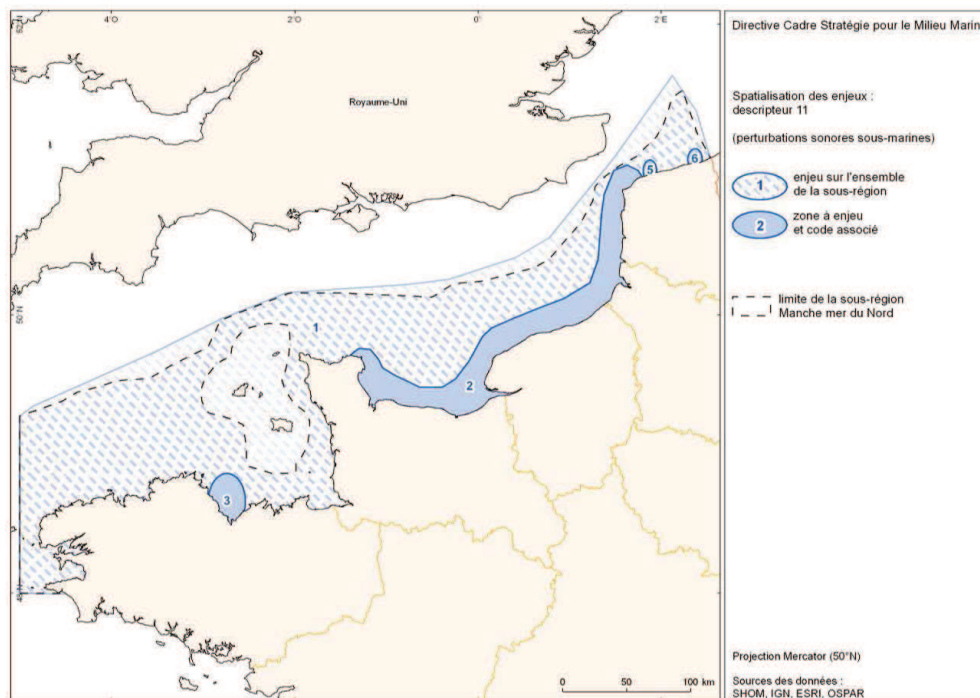 4°O
2°O
0°
2°E
Royaume-Uni
50°N
1
2
3
5
6
0
50
100 km
Directive Cadre Stratégie pour le Milieu Marin
Spatialisation des enjeux :
descripteur 11
(perturbations sonores sous-marines)
1
enjeu sur l'ensemble
de la sous-région
2
zone à enjeu
et code associé
limite de la sous-région
Manche mer du Nord
Projection Mercator (50°N)
Sources des données :
SHOM, IGN, ESRI, OSPAR